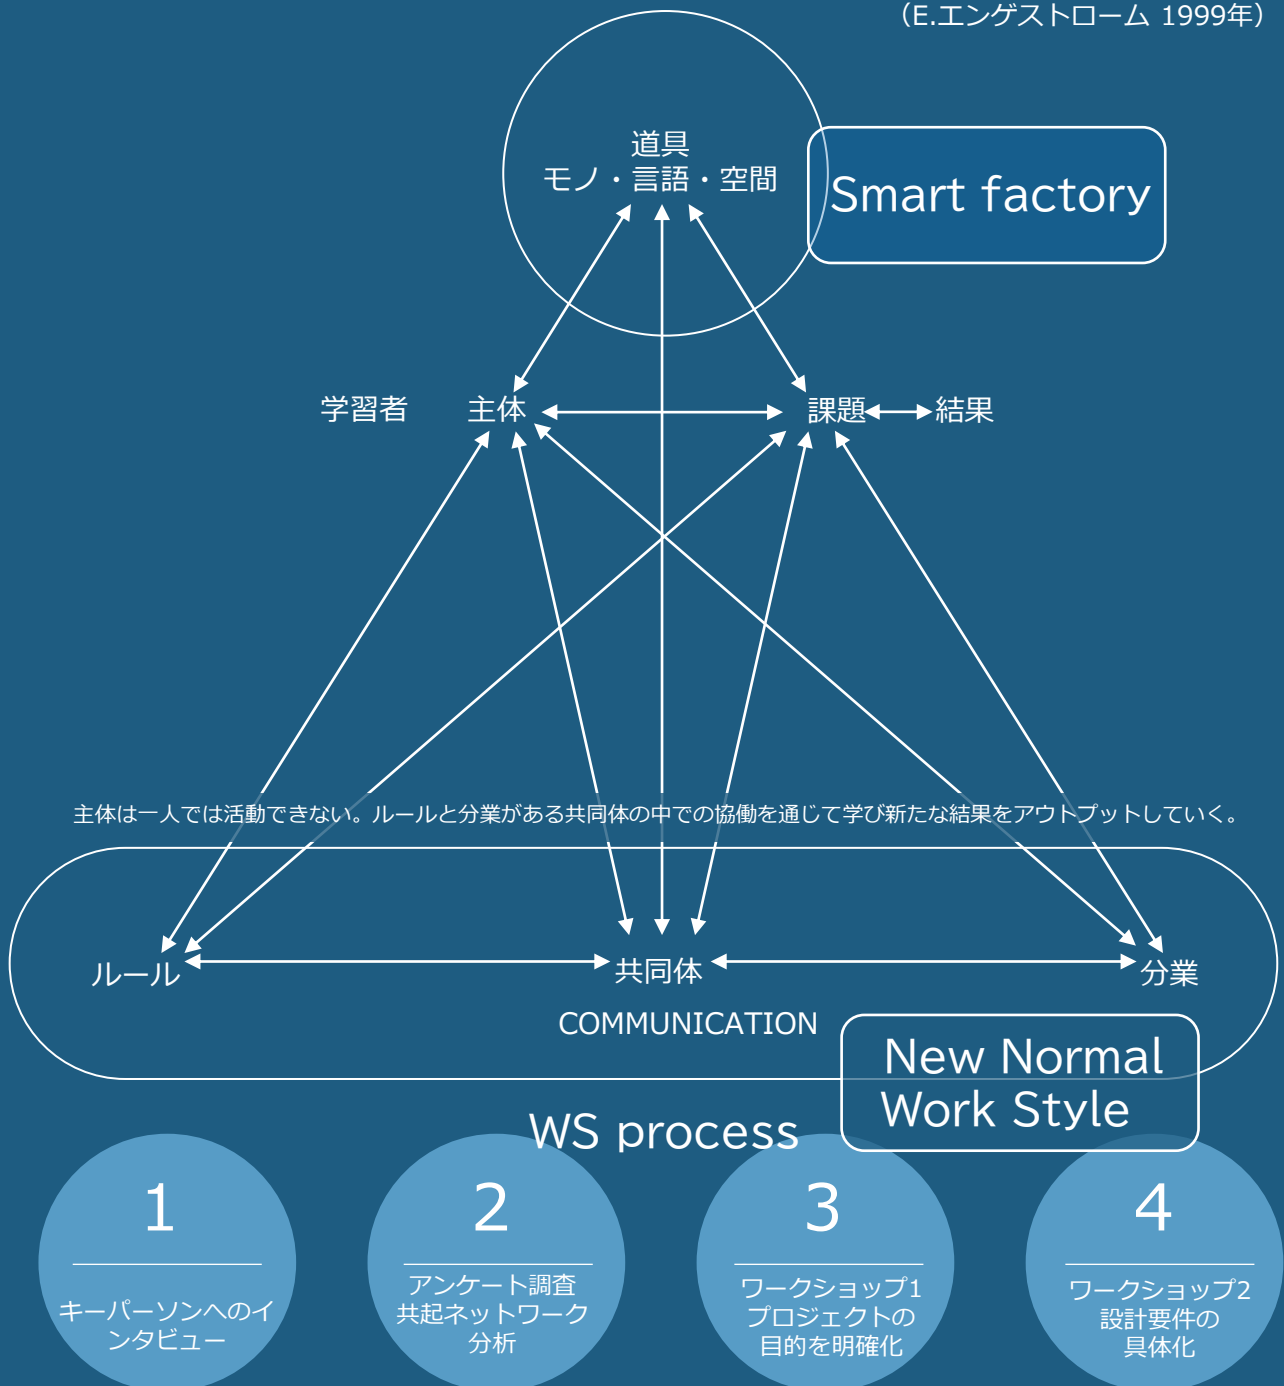 （E.エンゲストローム 1999年）
道具
モノ・言語・空間
Smart factory
学習者
主体
課題
結果
主体は一人では活動できない。ルールと分業がある共同体の中での協働を通じて学び新たな結果をアウトプットしていく。
ルール
共同体
分業
COMMUNICATION
New Normal
Work Style
WS process
1
キーパーソンへのイ
ンタビュー
2
アンケート調査
共起ネットワーク
分析
3
ワークショップ1
プロジェクトの
目的を明確化
4
ワークショップ2
設計要件の
具体化